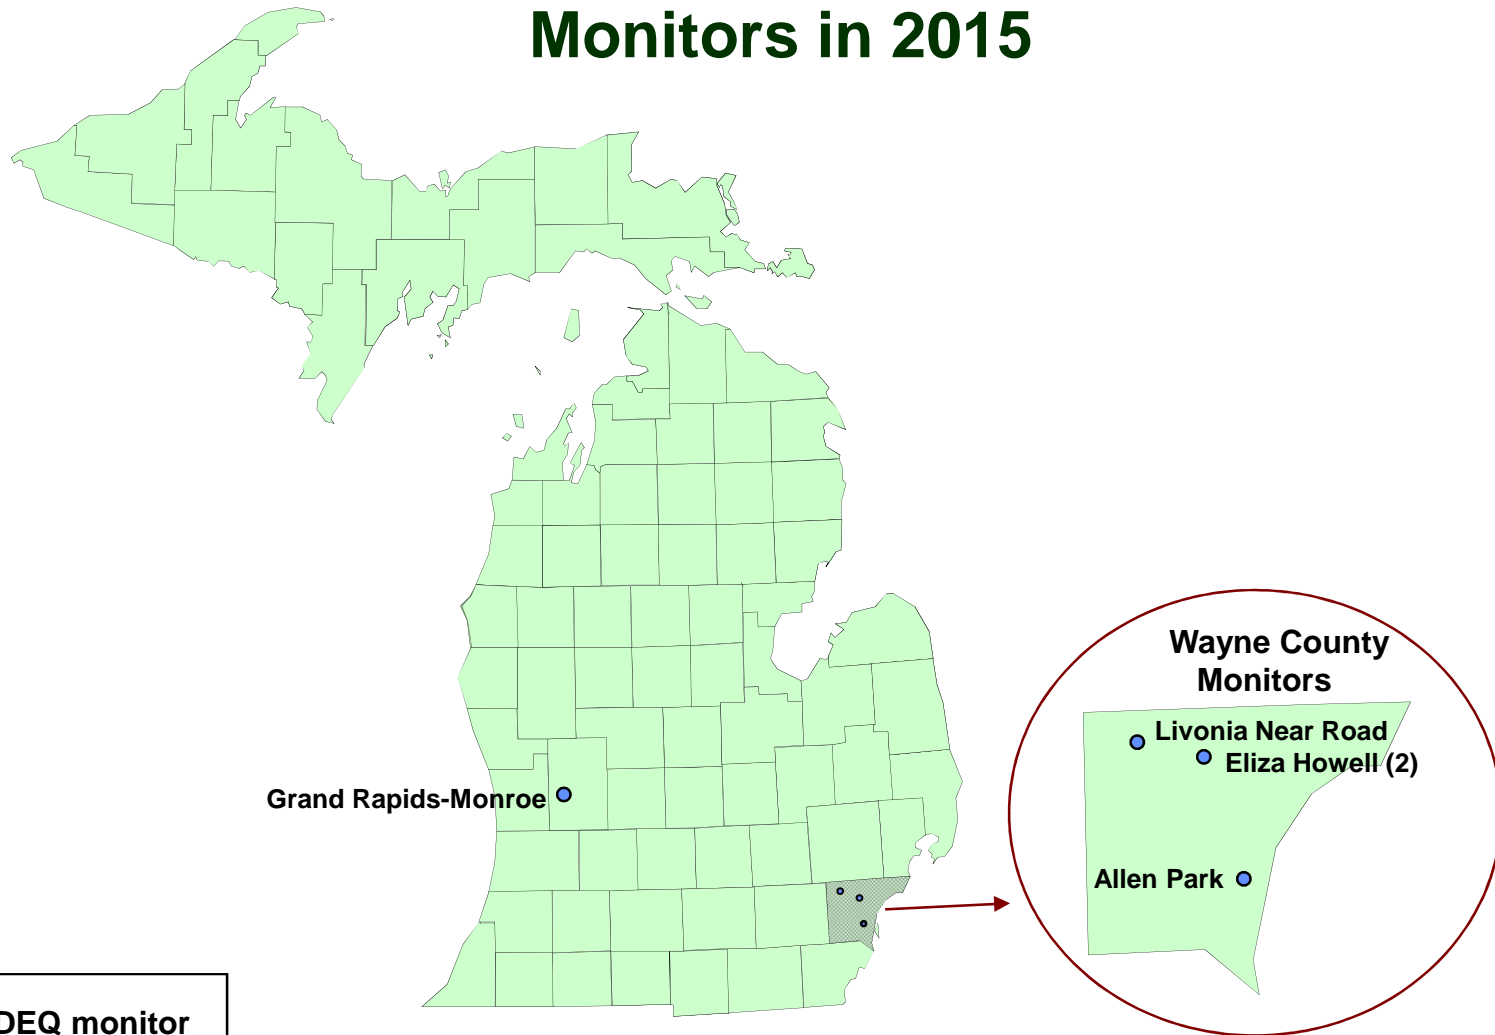 Monitors in 2015
Wayne County
Monitors
Livonia Near Road
Eliza Howell (2)
Grand Rapids-Monroe
Allen Park
DEQ monitor